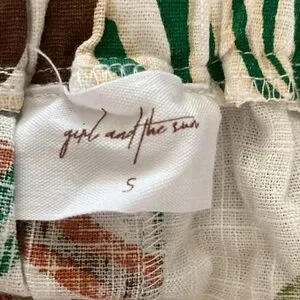 girl and the sun
S